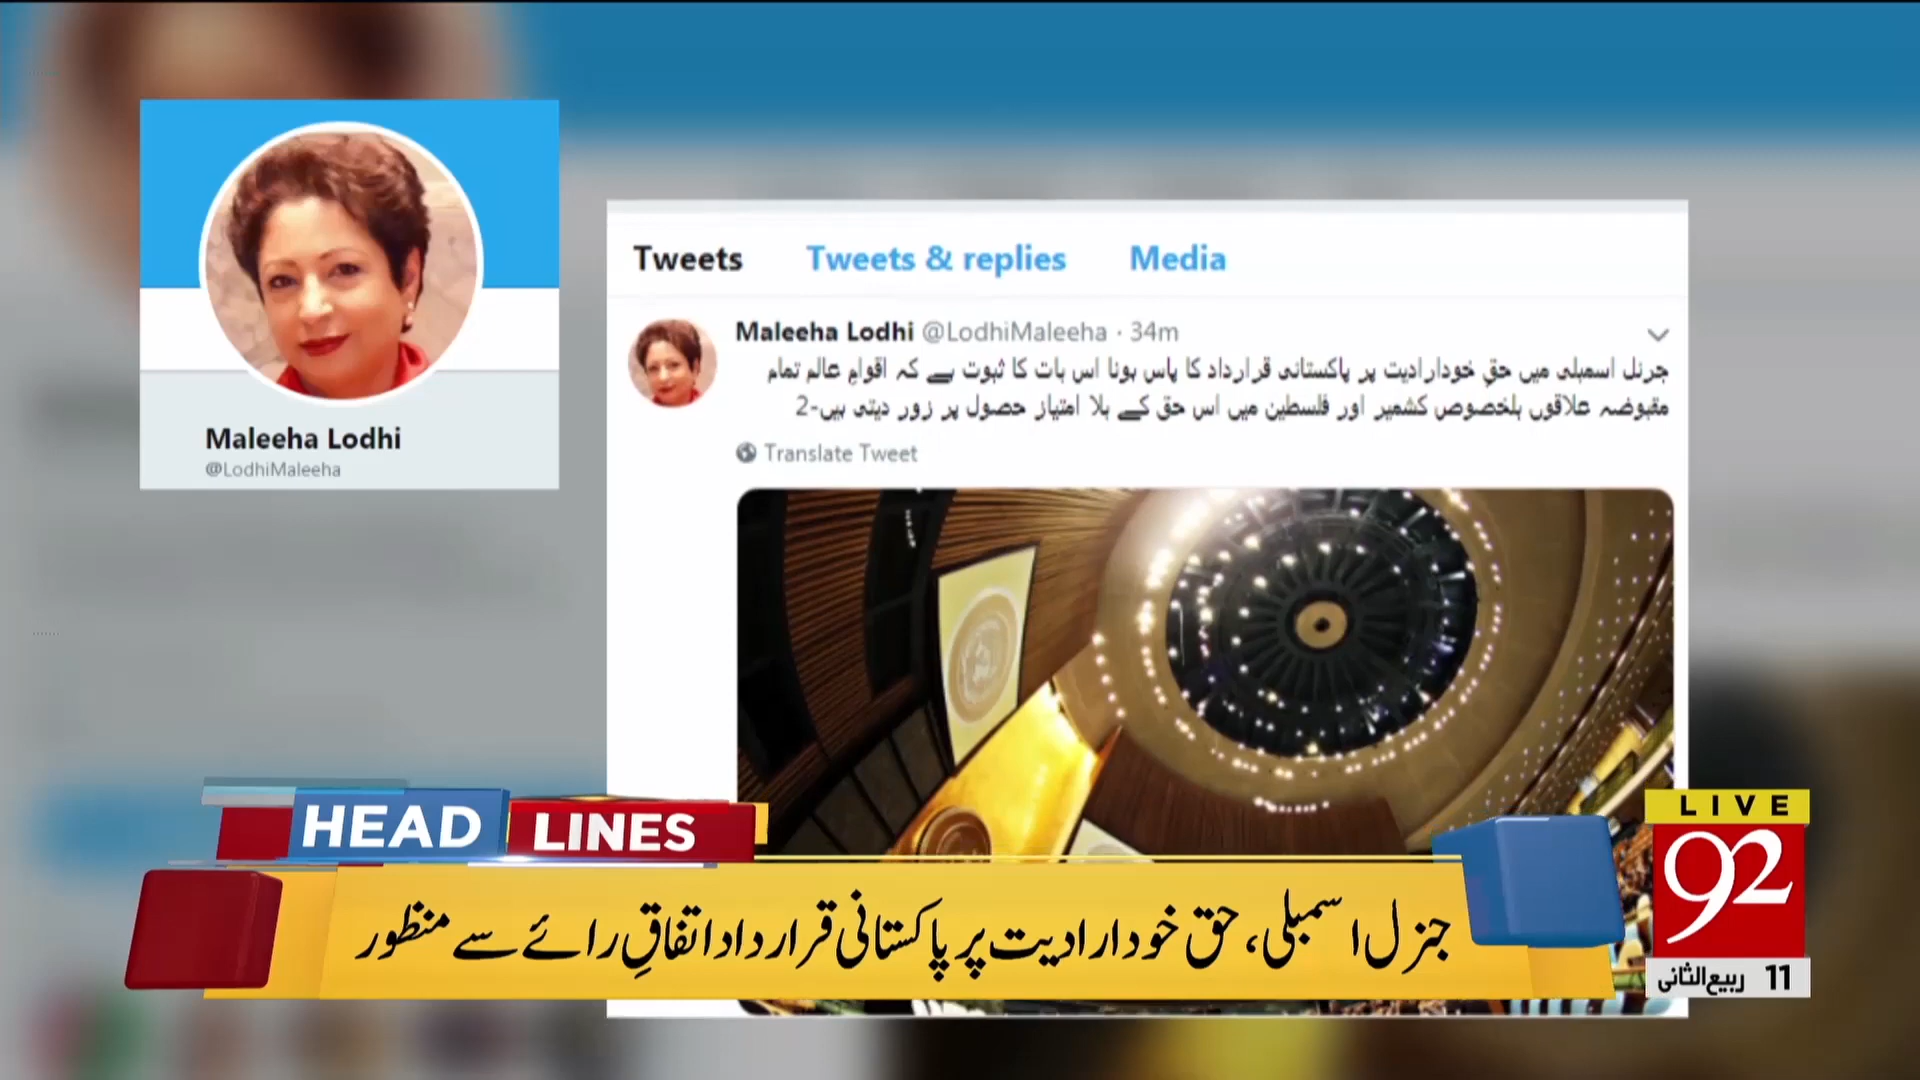 Maleeha Lodhi
@LodhiMaleeha
Tweets Tweets & replies Media
Maleeha Lodhi @LodhiMaleeha · 34m
جرنل اسمبلی میں حقِ خودارادیت پر پاکستانی قرارداد کا پاس ہونا اس بات کا ثبوت ہے کہ اقوامِ عالم تمام
مقبوضہ علاقوں بلخصوص کشمیر اور فلسطین میں اس حق کے بلا امتیاز حصول پر زور دیتی ہیں-2
Translate Tweet
HEAD LINES
جنرل اسمبلی، حق خودارادیت پر پاکستانی قرارداد اتفاقِ رائے سے منظور
LIVE
92
11 ربیع الثانی